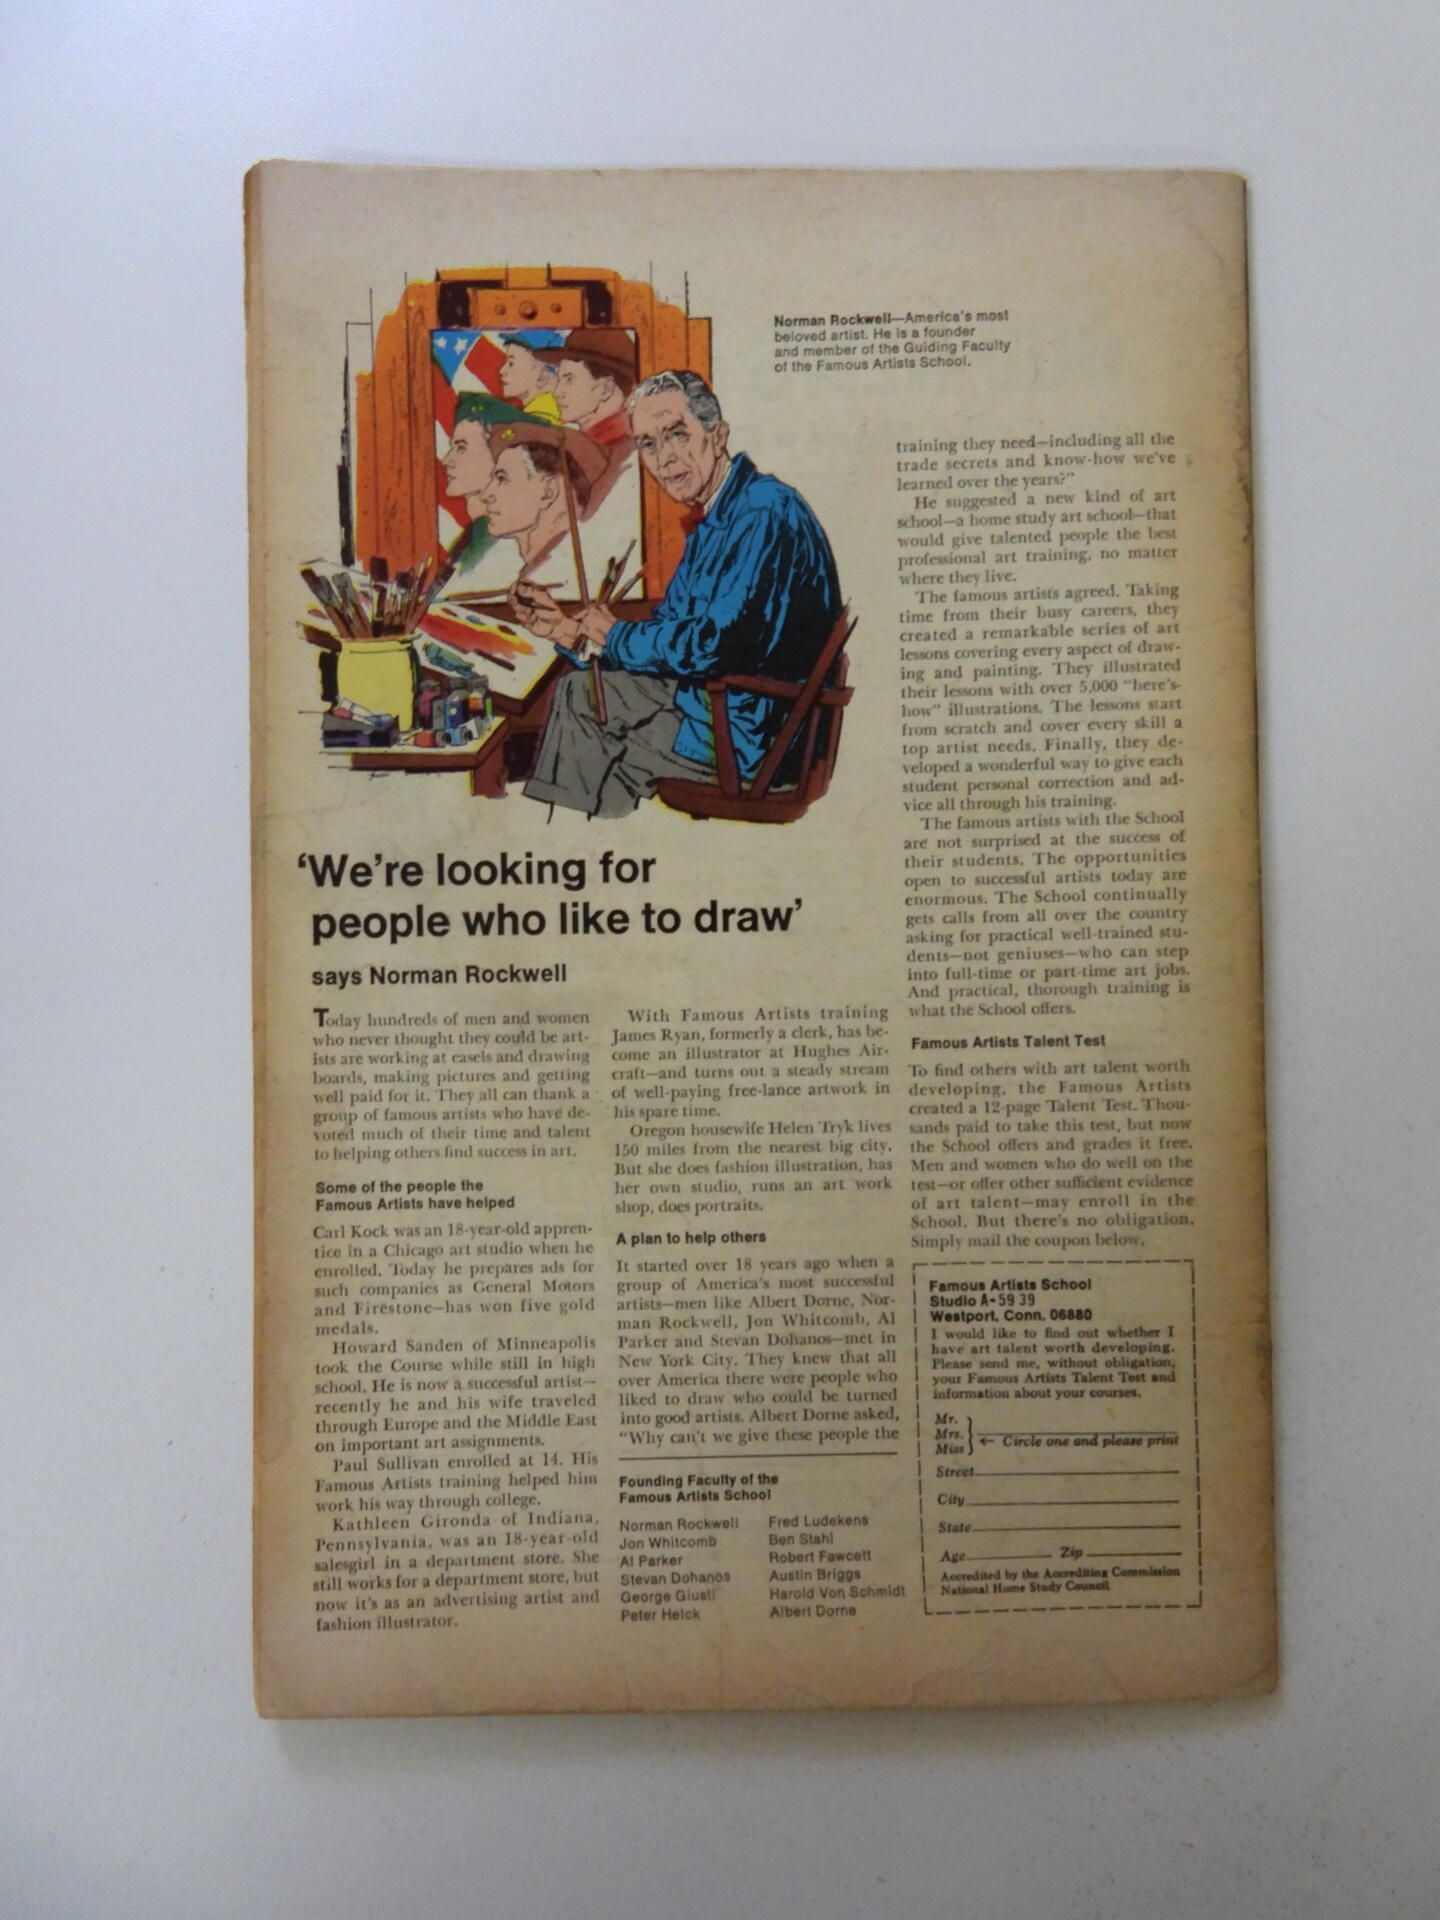 Norman Rockwell—America's most
beloved artist. He is a founder
and member of the Guiding Faculty
of the Famous Artists School.
'We're looking for
people who like to draw'
says Norman Rockwell
Today hundreds of men and women
who never thought they could be art-
ists are working at easels and drawing
boards, making pictures and getting
well paid for it. They all can thank a
group of famous artists who have de-
voted much of their time and talent
to helping others find success in art.
Some of the people the
Famous Artists have helped
Carl Kock was an 18-year-old appren-
tice in a Chicago art studio when he
enrolled. Today he prepares ads for
such companies as General Motors
and Firestone—has won five gold
medals.
Howard Sanden of Minneapolis
took the Course while still in high
school. He is now a successful artist—
recently he and his wife traveled
through Europe and the Middle East
on important art assignments.
Paul Sullivan enrolled at 14. His
Famous Artists training helped him
work his way through college.
Kathleen Gironda of Indiana,
Pennsylvania, was an 18-year-old
salesgirl in a department store. She
still works for a department store, but
now it's as an advertising artist and
fashion illustrator.
With Famous Artists training
James Ryan, formerly a clerk, has be-
come an illustrator at Hughes Air-
craft—and turns out a steady stream
of well-paying free-lance artwork in
his spare time.
Oregon housewife Helen Tryk lives
150 miles from the nearest big city.
But she does fashion illustration, has
her own studio, runs an art work
shop, does portraits.
A plan to help others
It started over 18 years ago when a
group of America's most successful
artists—men like Albert Dorne, Nor-
man Rockwell, Jon Whitcomb, Al
Parker and Stevan Dohanos—met in
New York City. They knew that all
over America there were people who
liked to draw who could be turned
into good artists. Albert Dorne asked,
"Why can't we give these people the
Founding Faculty of the
Famous Artists School
Norman Rockwell
Jon Whitcomb
Al Parker
Stevan Dohanos
George Giusti
Peter Helck
Fred Ludekens
Ben Stahl
Robert Fawcett
Austin Briggs
Harold Von Schmidt
Albert Dorne
training they need—including all the
trade secrets and know-how we've
learned over the years?"
He suggested a new kind of art
school—a home study art school—that
would give talented people the best
professional art training, no matter
where they live.
The famous artists agreed. Taking
time from their busy careers, they
created a remarkable series of art
lessons covering every aspect of draw-
ing and painting. They illustrated
their lessons with over 5,000 "here's-
how" illustrations. The lessons start
from scratch and cover every skill a
top artist needs. Finally, they de-
veloped a wonderful way to give each
student personal correction and ad-
vice all through his training.
The famous artists with the School
are not surprised at the success of
their students. The opportunities
open to successful artists today are
enormous. The School continually
gets calls from all over the country
asking for practical well-trained stu-
dents—not geniuses—who can step
into full-time or part-time art jobs.
And practical, thorough training is
what the School offers.
Famous Artists Talent Test
To find others with art talent worth
developing, the Famous Artists
created a 12-page Talent Test. Thou-
sands paid to take this test, but now
the School offers and grades it free.
Men and women who do well on the
test—or offer other sufficient evidence
of art talent—may enroll in the
School. But there's no obligation.
Simply mail the coupon below.
Famous Artists School
Studio A-5939
Westport, Conn. 06880
I would like to find out whether I
have art talent worth developing.
Please send me, without obligation,
your Famous Artists Talent Test and
information about your courses.
Mr.
Mrs.
Miss
← Circle one and please print
Street
City
State
Age Zip
Accredited by the Accrediting Commission
National Home Study Council